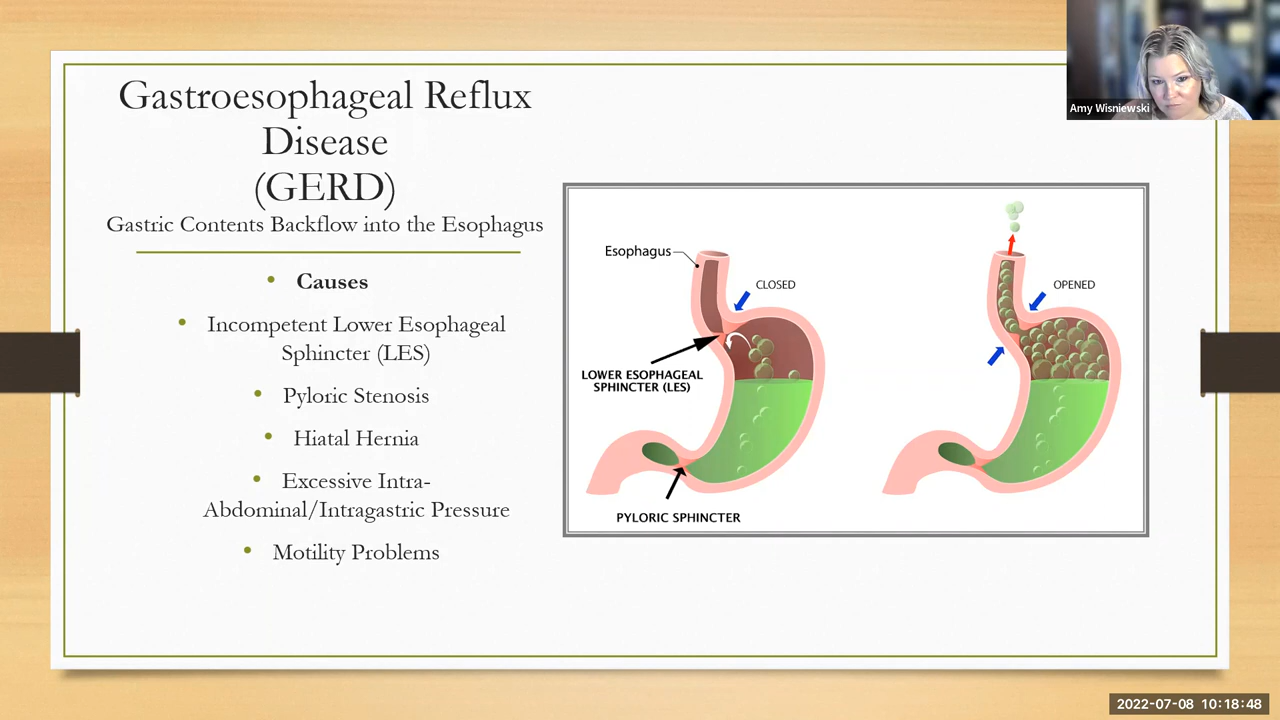 Gastroesophageal Reflux
Disease
(GERD)
Gastric Contents Backflow into the Esophagus
• Causes
• Incompetent Lower Esophageal
Sphincter (LES)
• Pyloric Stenosis
• Hiatal Hernia
• Excessive Intra-
Abdominal/Intragastric Pressure
• Motility Problems
Esophagus
CLOSED
LOWER ESOPHAGEAL
SPHINCTER (LES)
PYLORIC SPHINCTER
OPENED
Amy Wisniewski
2022-07-08 10:18:48